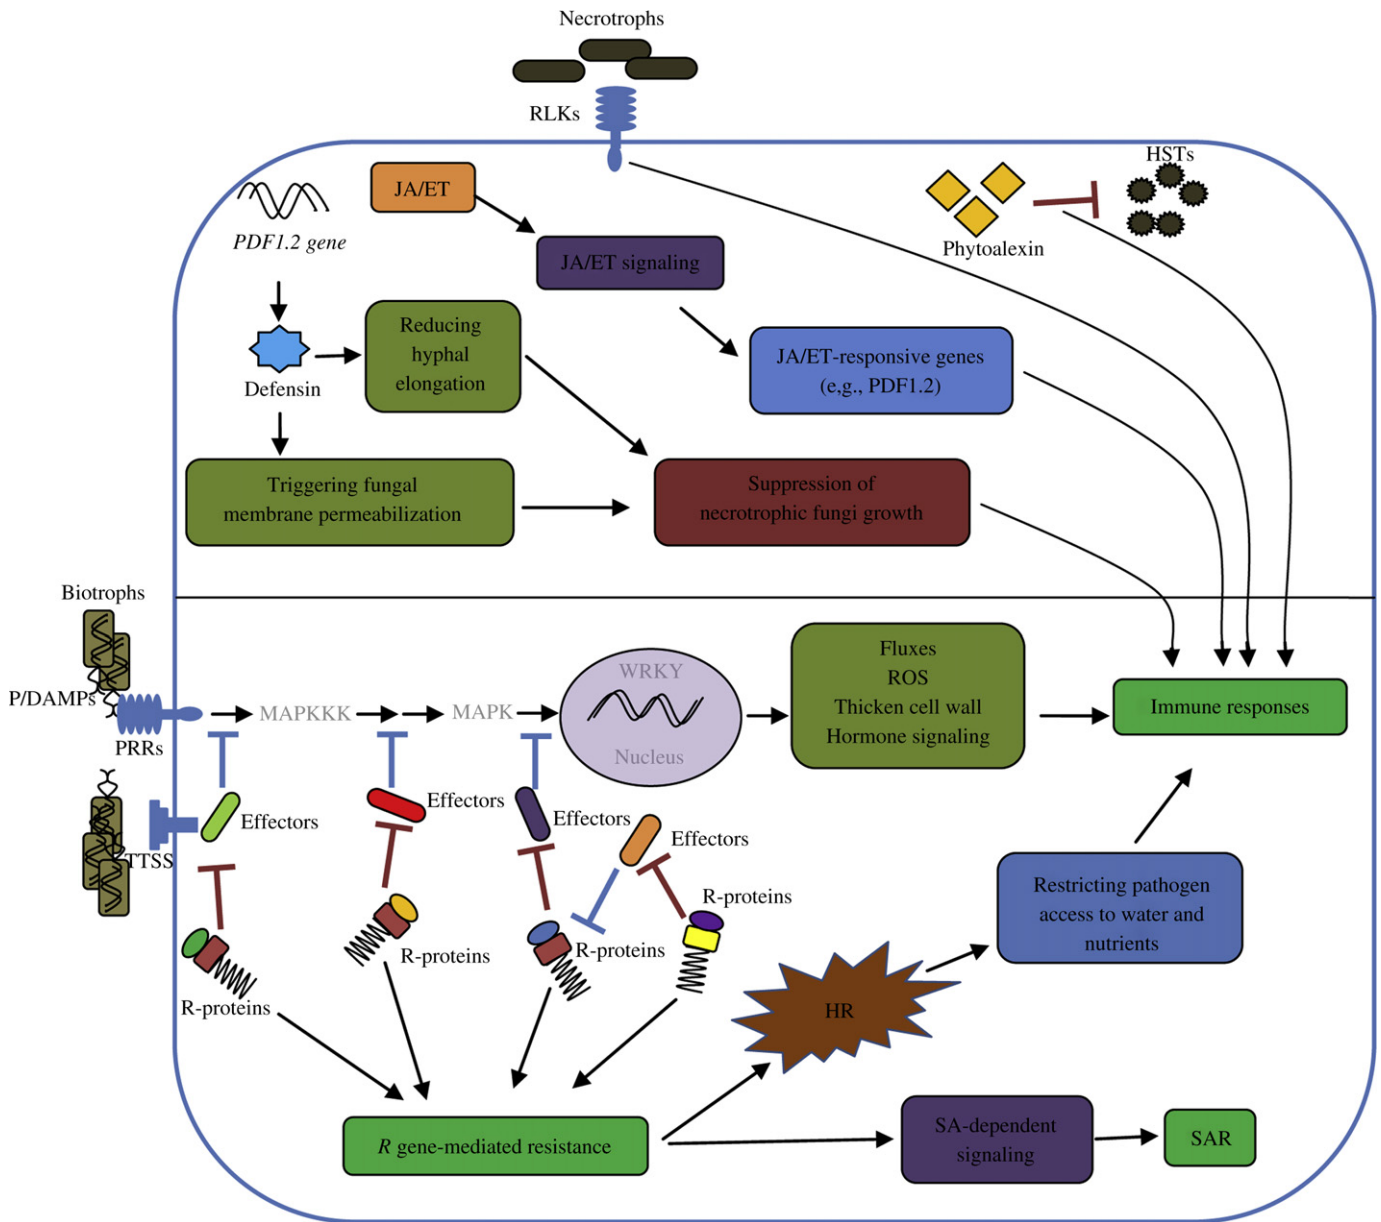 Necrotrophs
RLKs
HSTs
JA/ET
PDF1.2 gene
Phytoalexin
JA/ET signaling
Reducing
hyphal
elongation
JA/ET-responsive genes
(e,g., PDF1.2)
Defensin
Triggering fungal
membrane permeabilization
Suppression of
necrotrophic fungi growth
Biotrophs
P/DAMPs
PRRs
MAPKKK
MAPK
WRKY
Nucleus
Fluxes
ROS
Thicken cell wall
Hormone signaling
Immune responses
TTSS
Effectors
Effectors
Effectors
Effectors
R-proteins
R-proteins
R-proteins
R-proteins
Restricting pathogen
access to water and
nutrients
HR
R gene-mediated resistance
SA-dependent
signaling
SAR